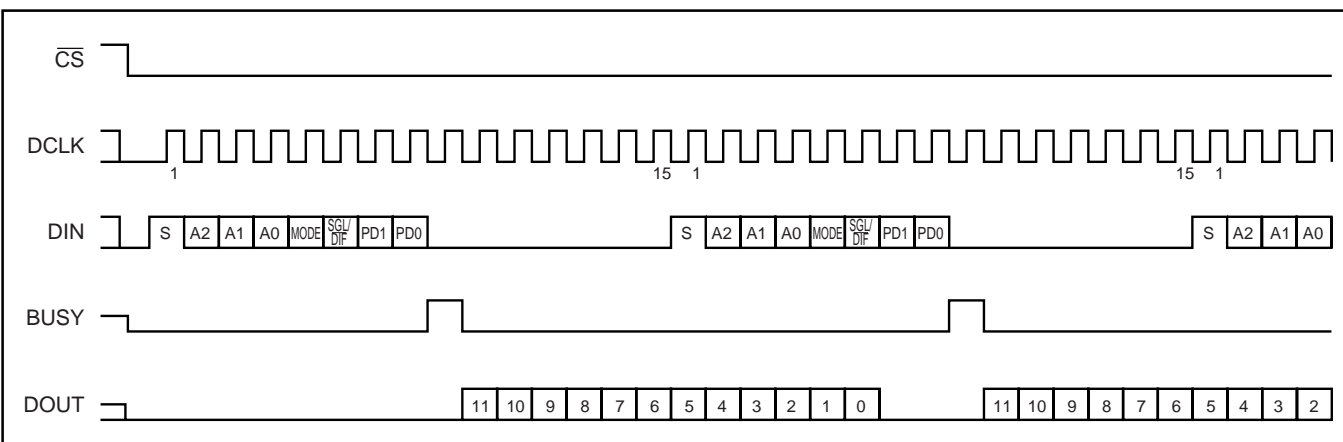 CS
DCLK
1 15 1 15 1
DIN S A2 A1 A0 MODE SGL/DIF PD1 PD0 S A2 A1 A0 MODE SGL/DIF PD1 PD0 S A2 A1 A0
BUSY
DOUT 11 10 9 8 7 6 5 4 3 2 1 0 11 10 9 8 7 6 5 4 3 2